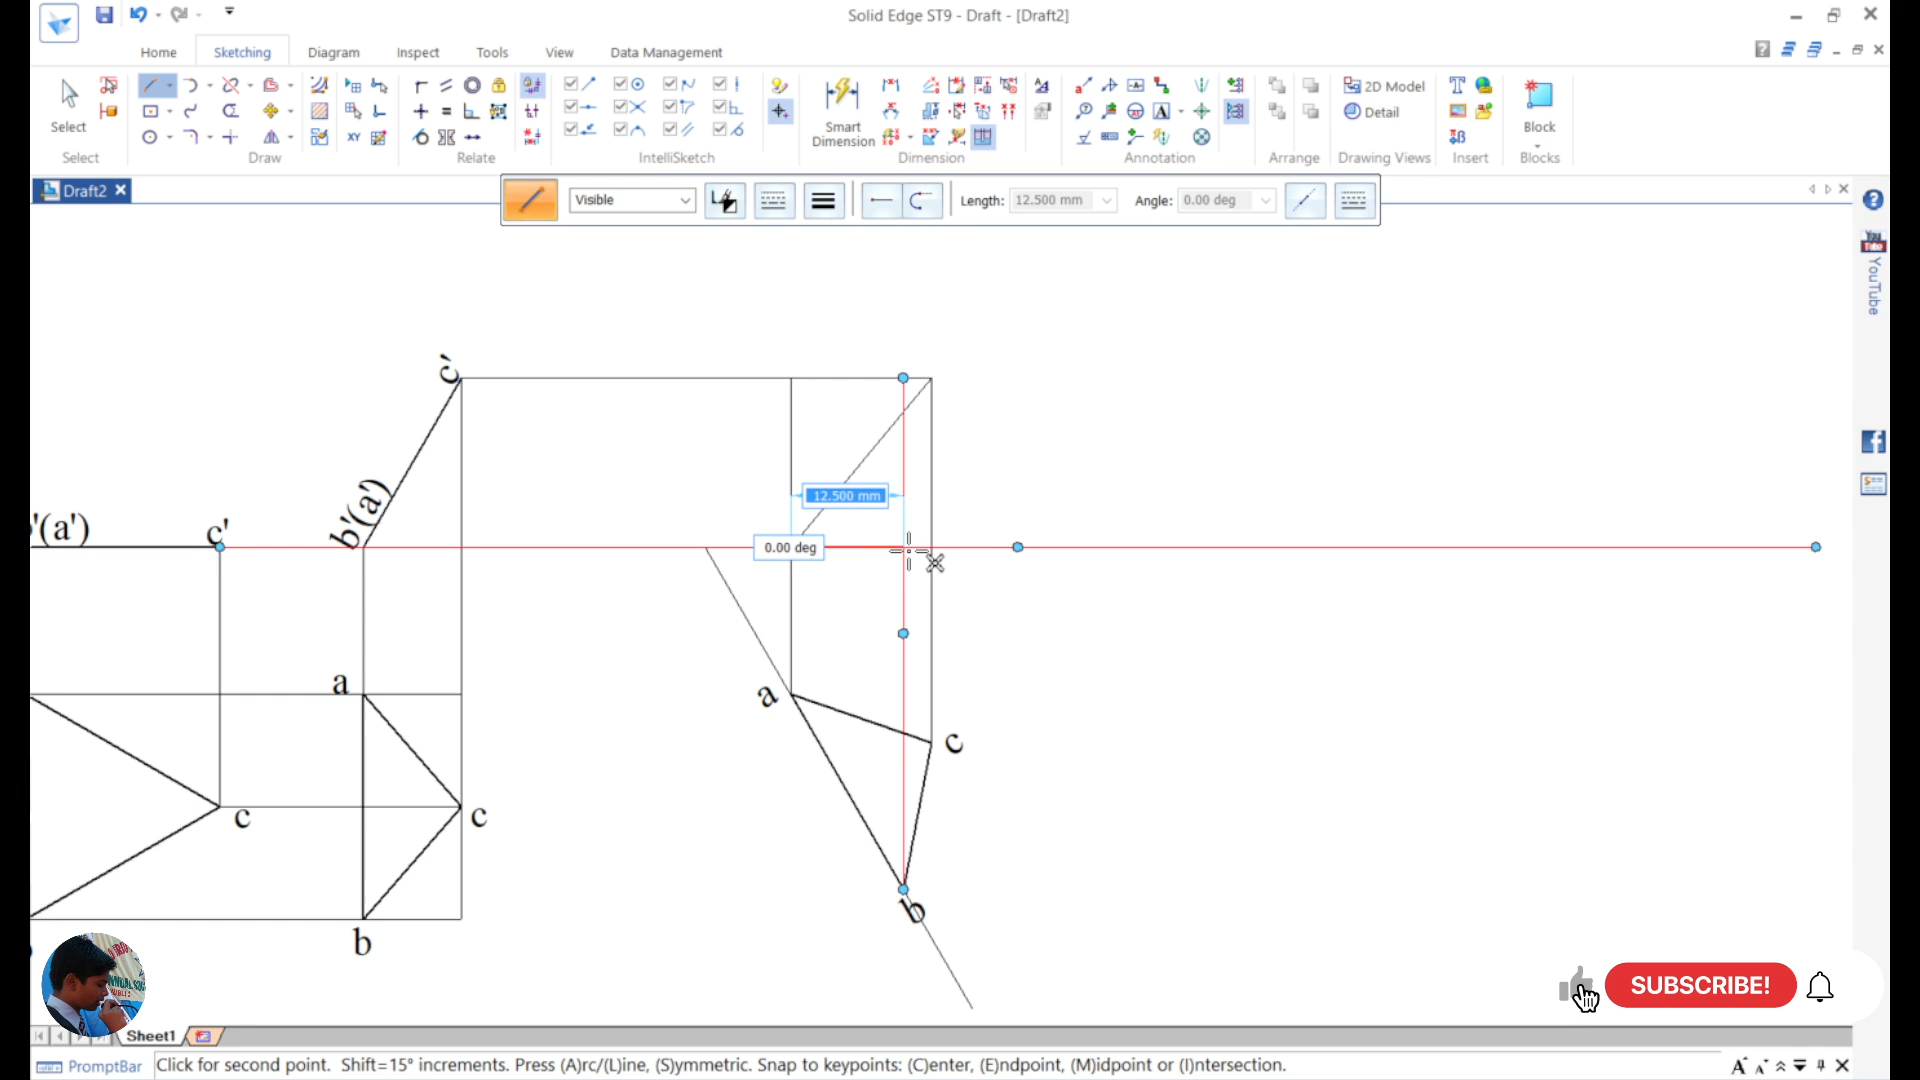 Solid Edge ST9 - Draft - [Draft2]
Home Sketching Diagram Inspect Tools View Data Management
Select
Smart Dimension
2D Model
Detail
Block
XY
A
T
Select Draw Relate IntelliSketch Dimension Annotation Arrange Drawing Views Insert Blocks
Draft2
Visible
Length: 12.500 mm
Angle: 0.00 deg
You Tube
YouTube
c'
b'(a')
'(a')
c'
12.500 mm
0.00 deg
a
a
c
c
c
b
b
SUBSCRIBE!
Sheet1
PromptBar
Click for second point. Shift=15° increments. Press (A)rc/(L)ine, (S)ymmetric. Snap to keypoints: (C)enter, (E)ndpoint, (M)idpoint or (I)ntersection.